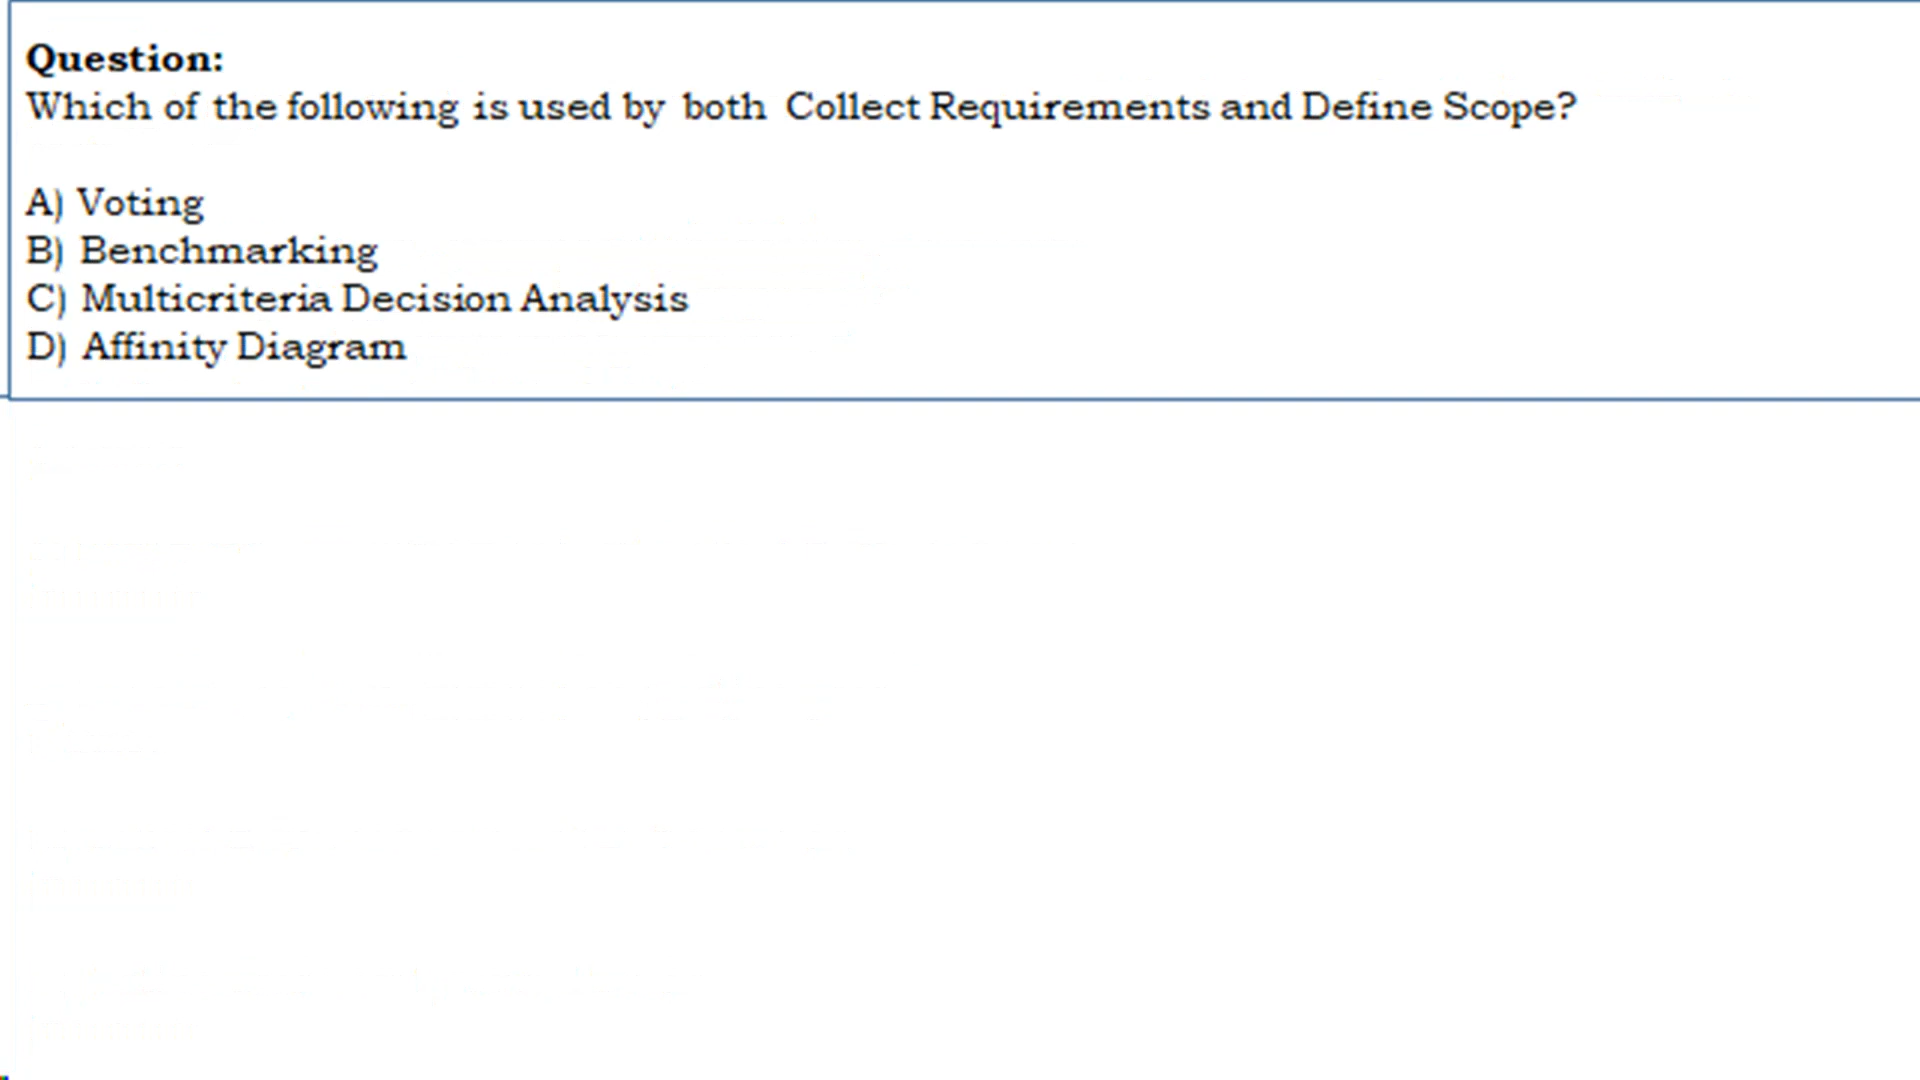 Question:
Which of the following is used by both Collect Requirements and Define Scope?
A) Voting
B) Benchmarking
C) Multicriteria Decision Analysis
D) Affinity Diagram